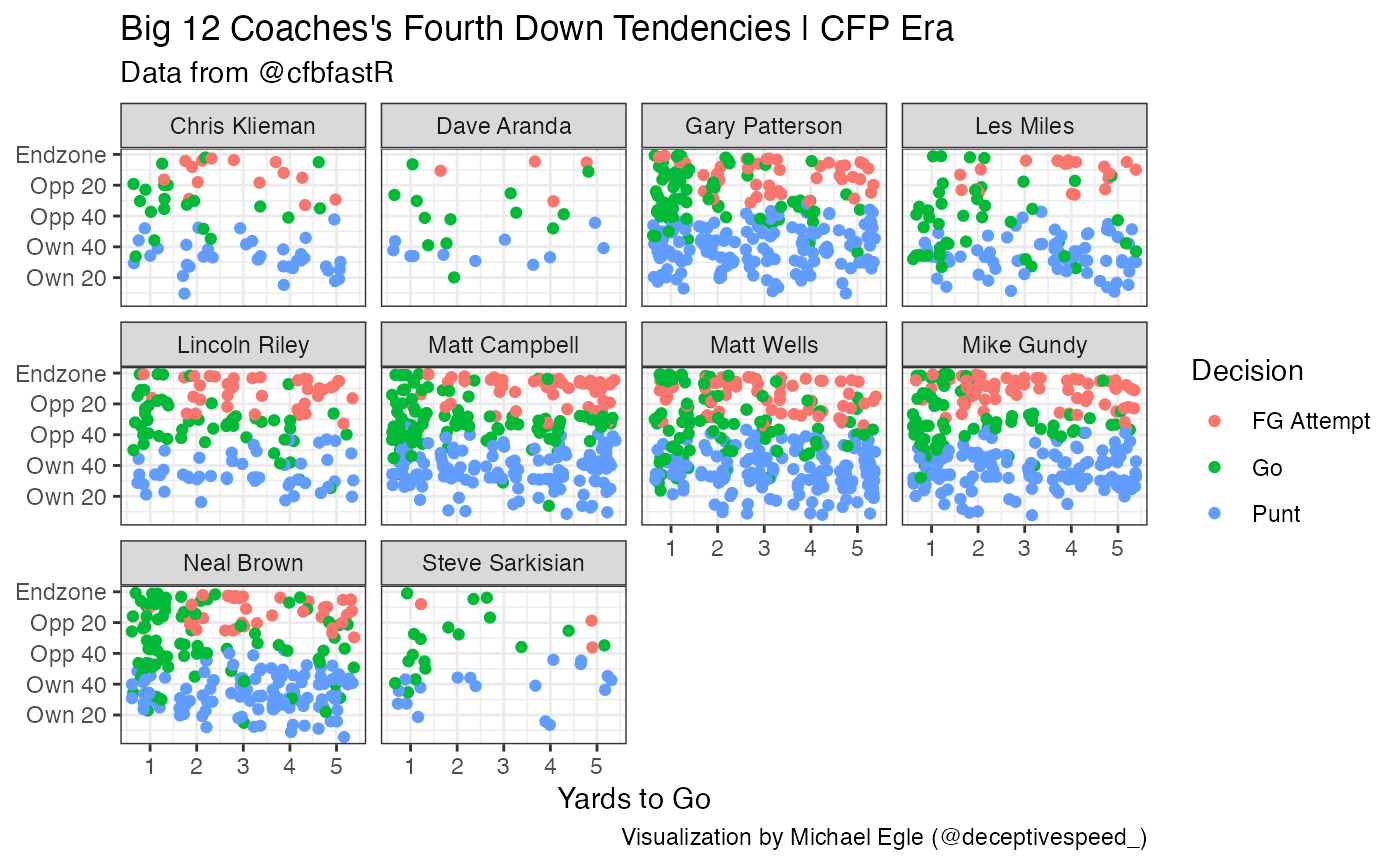 Big 12 Coaches's Fourth Down Tendencies | CFP Era
Data from @cfbfastR
Chris Klieman
Dave Aranda
Gary Patterson
Les Miles
Endzone
Opp 20
Opp 40
Own 40
Own 20
Lincoln Riley
Matt Campbell
Matt Wells
Mike Gundy
Endzone
Opp 20
Opp 40
Own 40
Own 20
1 2 3 4 5
1 2 3 4 5
Neal Brown
Steve Sarkisian
Endzone
Opp 20
Opp 40
Own 40
Own 20
1 2 3 4 5
1 2 3 4 5
Yards to Go
Decision
FG Attempt
Go
Punt
Visualization by Michael Egle (@deceptivespeed_)